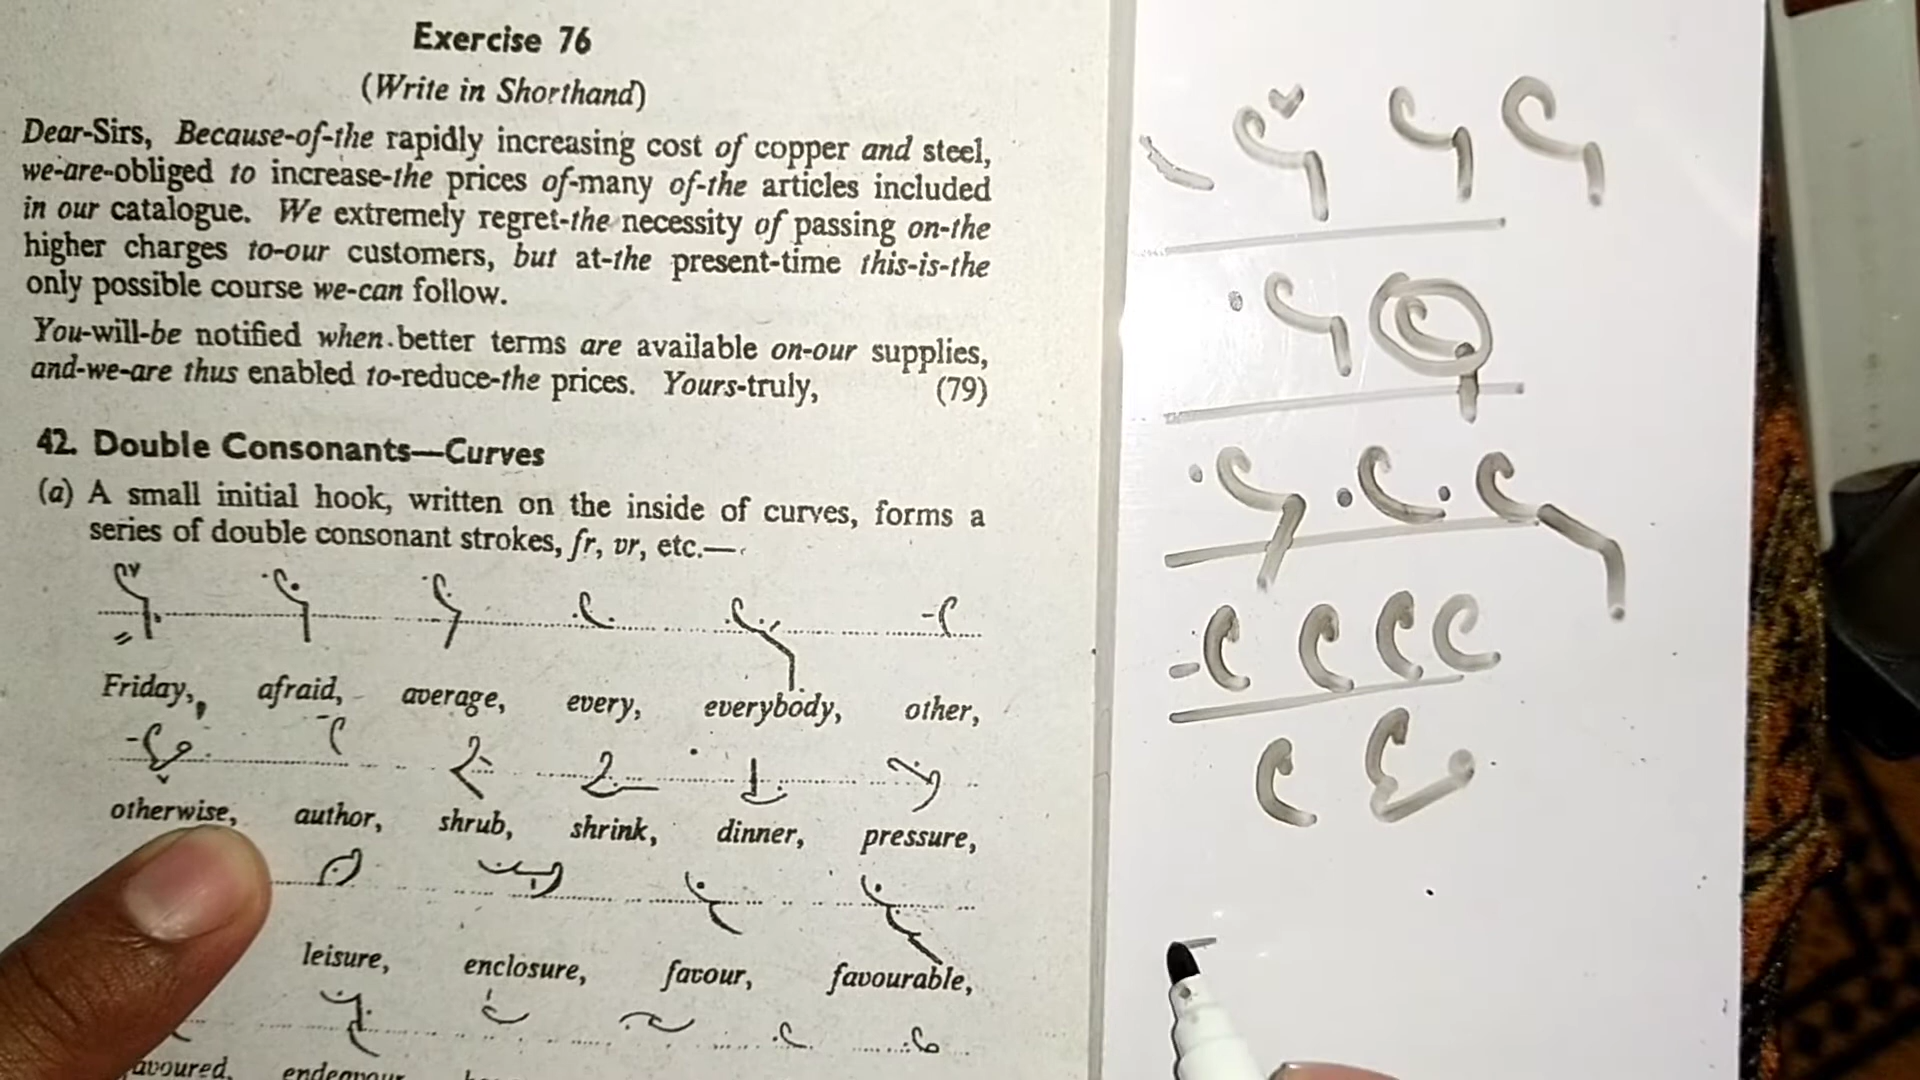 Exercise 76
(Write in Shorthand)
Dear-Sirs, Because-of-the rapidly increasing cost of copper and steel,
we-are-obliged to increase-the prices of-many of-the articles included
in our catalogue. We extremely regret-the necessity of passing on-the
higher charges to-our customers, but at-the present-time this-is-the
only possible course we-can follow.
You-will-be notified when better terms are available on-our supplies,
and-we-are thus enabled to-reduce-the prices. Yours-truly, (79)
42. Double Consonants—Curves
(a) A small initial hook, written on the inside of curves, forms a
series of double consonant strokes, fr, vr, etc.—
Friday, afraid, average, every, everybody, other,
otherwise, author, shrub, shrink, dinner, pressure,
leisure, enclosure, favour, favourable,
avoured, endeavour